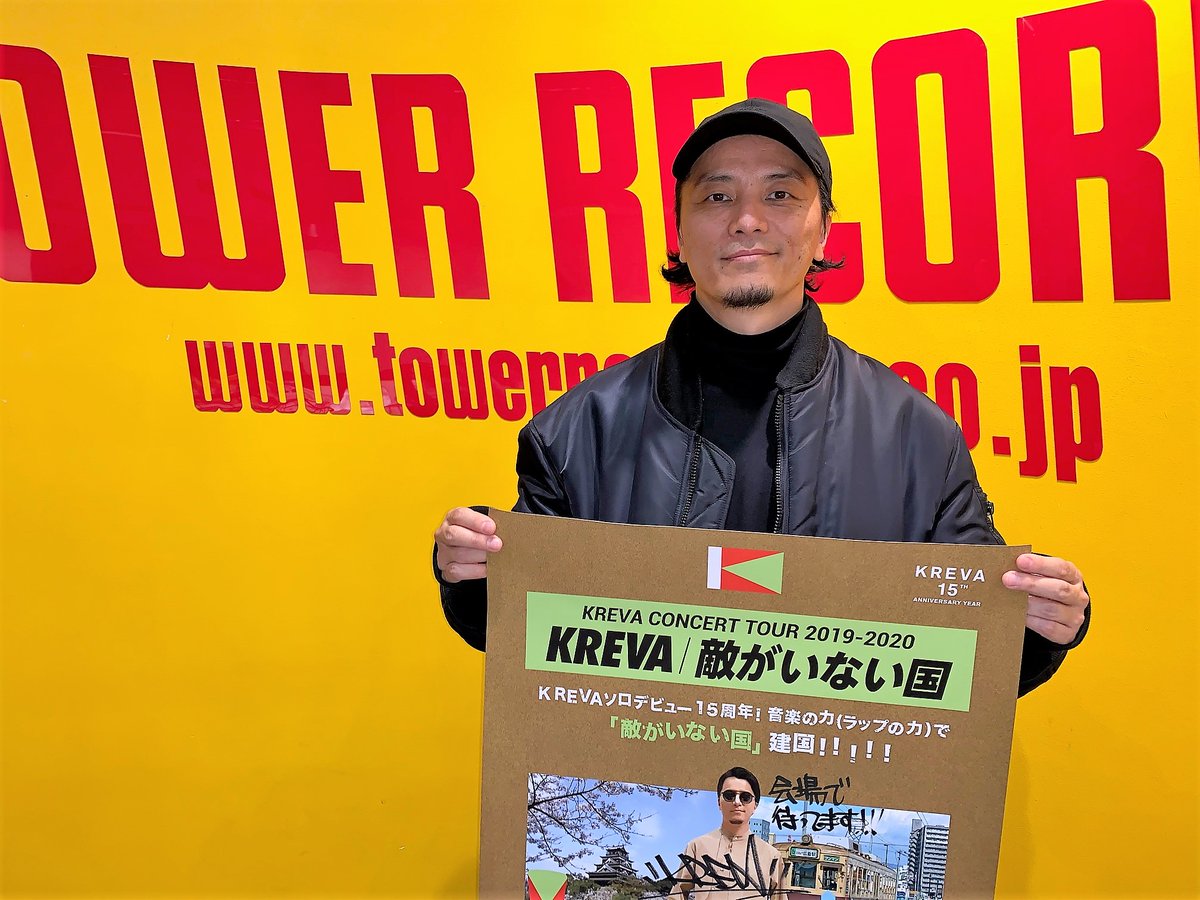 TOWER RECOR
www.towerre
co.jp
KREVA
15TH
ANNIVERSARY YEAR
KREVA CONCERT TOUR 2019-2020
KREVA/敵がいない国
KREVAソロデビュー15周年!音楽の力(ラップの力)で
「敵がいない国」建国!!!!!
会場で
待ってます!!